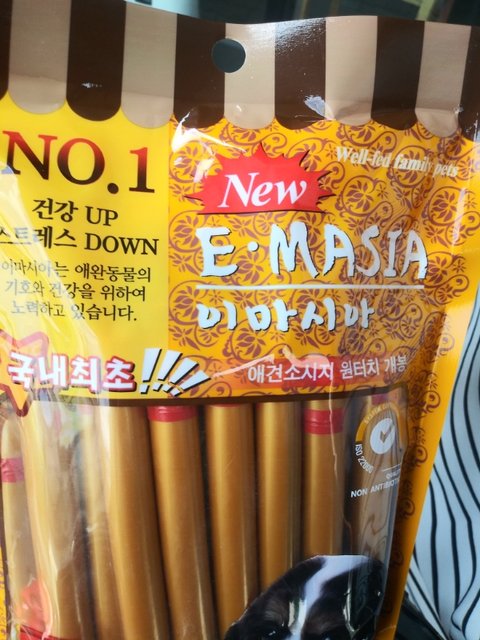 NO.1
건강 UP
스트레스 DOWN
이마시아는 애완동물의
기호와 건강을 위하여
노력하고 있습니다.
Well-fed family pets
New
E·MASIA
이마시아
국내최초!!!
애견소시지 원터치 개봉
ISO 22000
NON ANTIBIOTIC